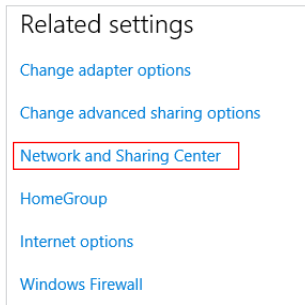 Related settings
Change adapter options
Change advanced sharing options
Network and Sharing Center
HomeGroup
Internet options
Windows Firewall